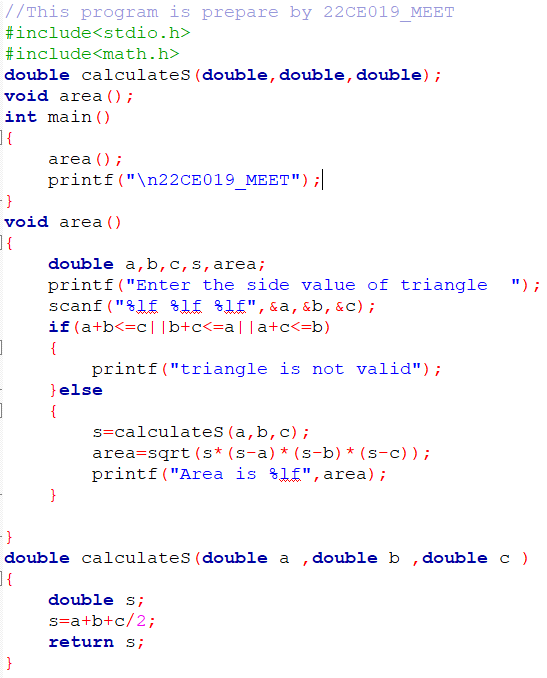 //This program is prepare by 22CE019_MEET
#include<stdio.h>
#include<math.h>
double calculateS(double,double,double);
void area();
int main()
{
    area();
    printf("\n22CE019_MEET");
}
void area()
{
    double a,b,c,s,area;
    printf("Enter the side value of triangle  ");
    scanf("%lf %lf %lf",&a,&b,&c);
    if(a+b<=c||b+c<=a||a+c<=b)
    {
        printf("triangle is not valid");
    }else
    {
        s=calculateS(a,b,c);
        area=sqrt(s*(s-a)*(s-b)*(s-c));
        printf("Area is %lf",area);
    }

}
double calculateS(double a ,double b ,double c )
{
    double s;
    s=a+b+c/2;
    return s;
}